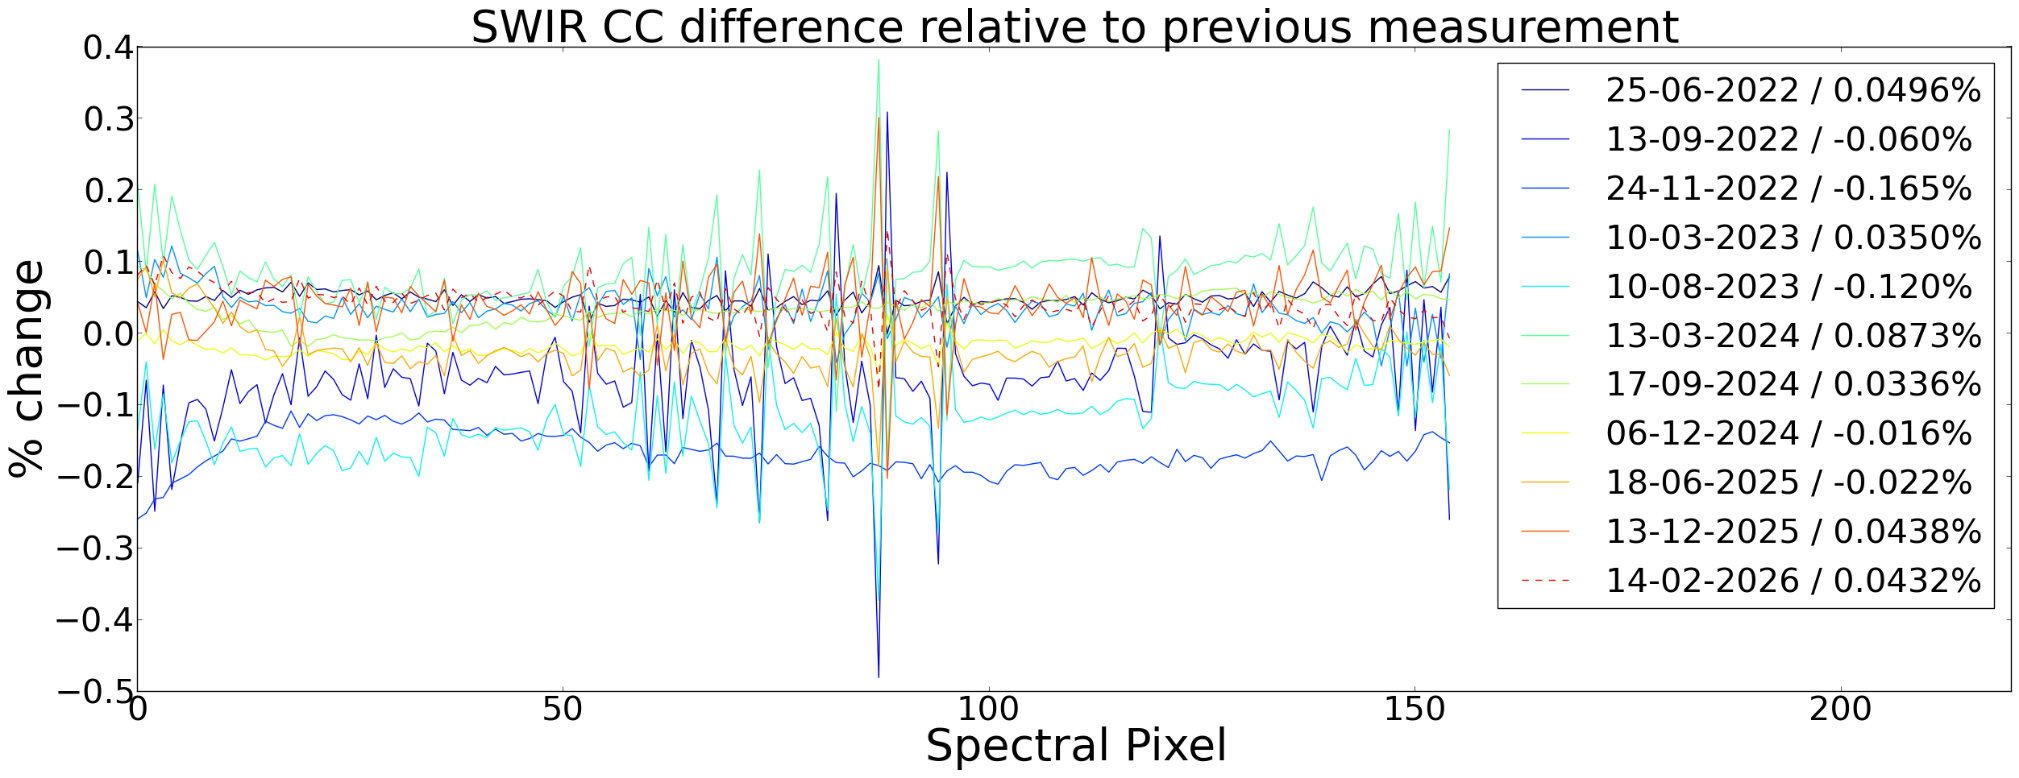 SWIR CC difference relative to previous measurement
% change
0.4
0.3
0.2
0.1
0.0
−0.1
−0.2
−0.3
−0.4
−0.5
0
50
100
150
200
Spectral Pixel
25-06-2022 / 0.0496%
13-09-2022 / -0.060%
24-11-2022 / -0.165%
10-03-2023 / 0.0350%
10-08-2023 / -0.120%
13-03-2024 / 0.0873%
17-09-2024 / 0.0336%
06-12-2024 / -0.016%
18-06-2025 / -0.022%
13-12-2025 / 0.0438%
14-02-2026 / 0.0432%